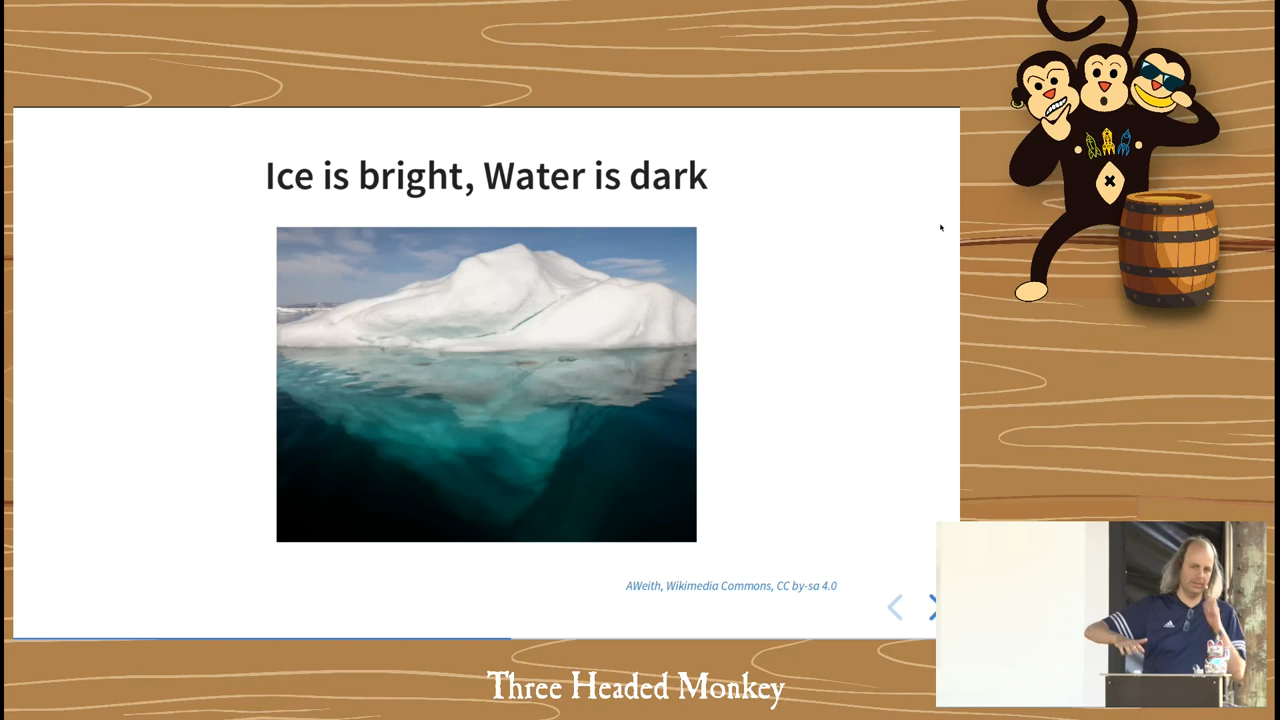 Ice is bright, Water is dark
AWeith, Wikimedia Commons, CC by-sa 4.0
Three Headed Monkey